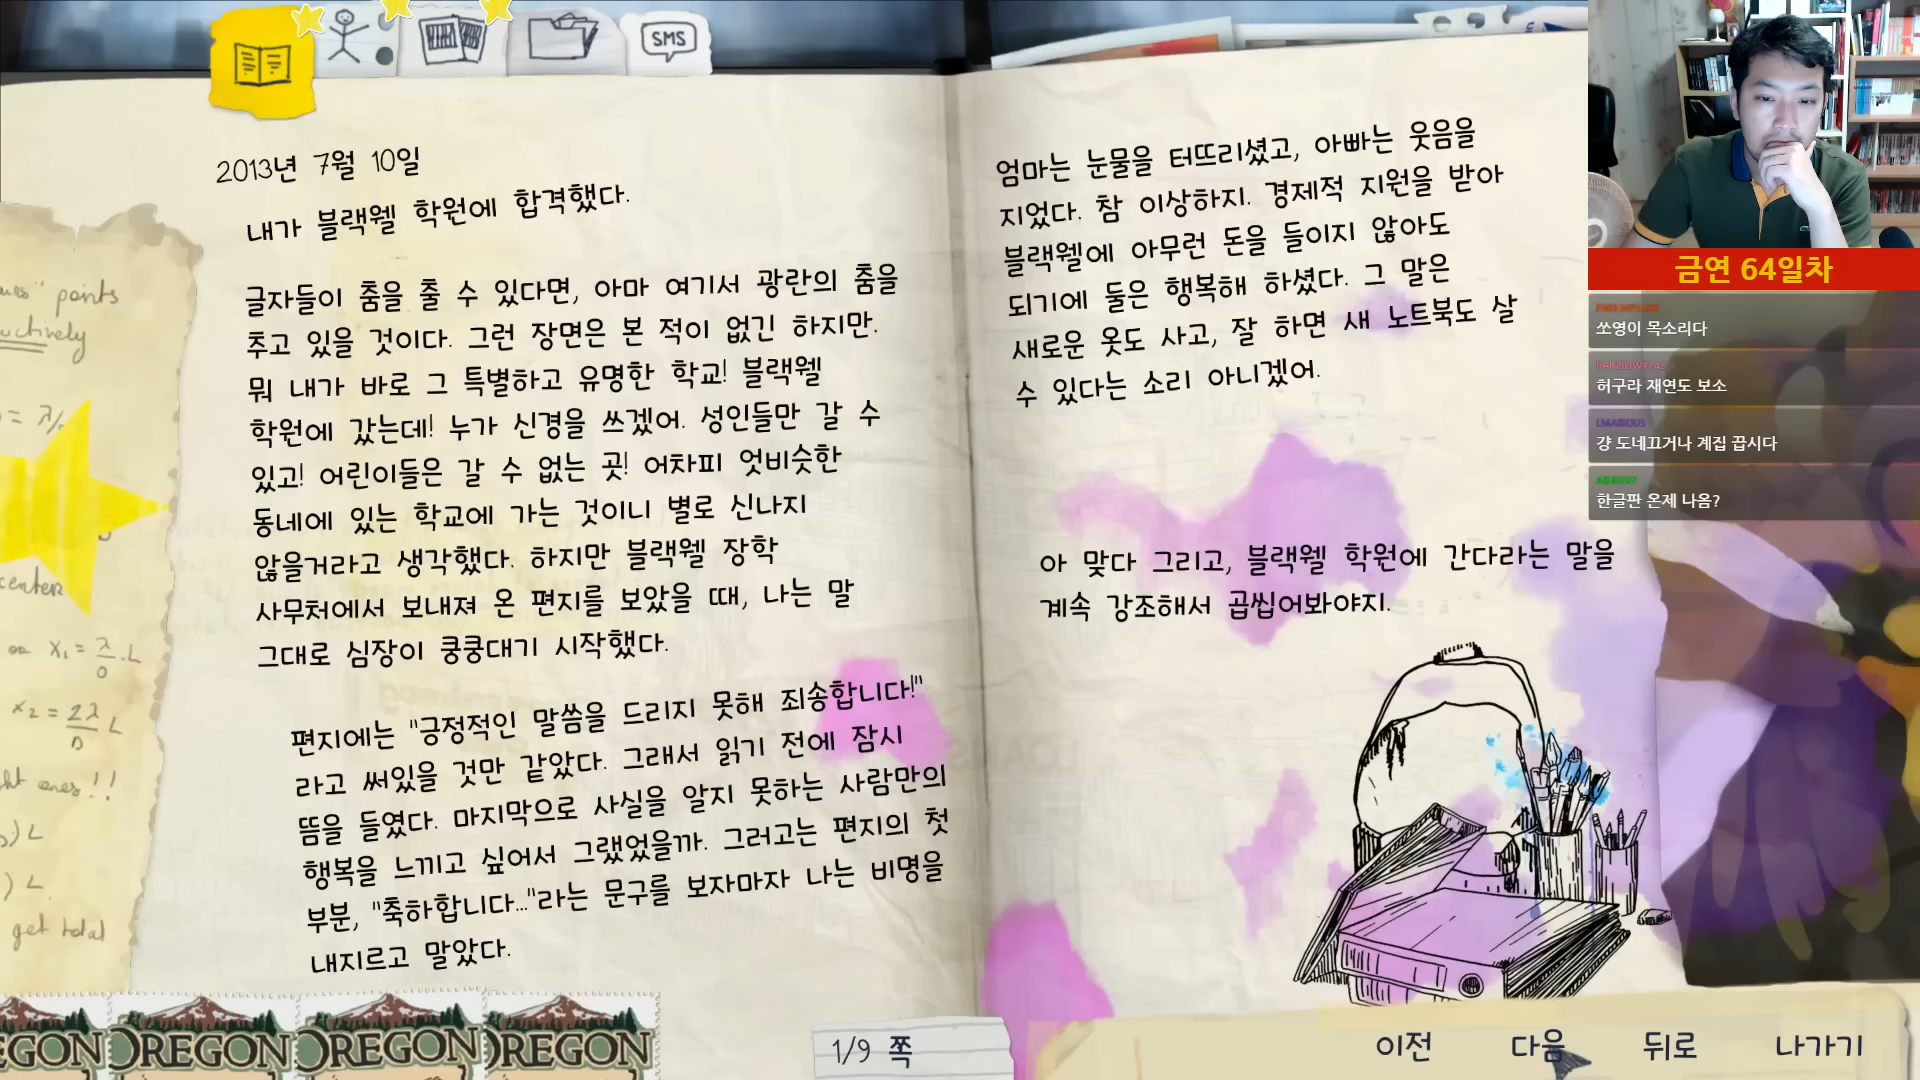 SMS
2013년 7월 10일
내가 블랙웰 학원에 합격했다.
글자들이 춤을 출 수 있다면, 아마 여기서 광란의 춤을
추고 있을 것이다. 그런 장면은 본 적이 없긴 하지만.
뭐 내가 바로 그 특별하고 유명한 학교! 블랙웰
학원에 갔는데! 누가 신경을 쓰겠어. 성인들만 갈 수
있고! 어린이들은 갈 수 없는 곳! 어차피 엇비슷한
동네에 있는 학교에 가는 것이니 별로 신나지
않을거라고 생각했다. 하지만 블랙웰 장학
사무처에서 보내져 온 편지를 보았을 때, 나는 말
그대로 심장이 쿵쿵대기 시작했다.
편지에는 "긍정적인 말씀을 드리지 못해 죄송합니다!"
라고 써있을 것만 같았다. 그래서 읽기 전에 잠시
뜸을 들였다. 마지막으로 사실을 알지 못하는 사람만의
행복을 느끼고 싶어서 그랬었을까. 그러고는 편지의 첫
부분, "축하합니다..."라는 문구를 보자마자 나는 비명을
내지르고 말았다.
엄마는 눈물을 터뜨리셨고, 아빠는 웃음을
지었다. 참 이상하지. 경제적 지원을 받아
블랙웰에 아무런 돈을 들이지 않아도
되기에 둘은 행복해 하셨다. 그 말은
새로운 옷도 사고, 잘 하면 새 노트북도 살
수 있다는 소리 아니겠어.
아 맞다 그리고, 블랙웰 학원에 간다라는 말을
계속 강조해서 곱씹어봐야지.
points
center
get total
EGON OREGON OREGON OREGON
1/9 쪽
이전 다음 뒤로 나가기
금연 64일차
쏘영이 목소리다
RAINBOW7142
허구라 재연도 보소
걍 도네끄거나 계집 끕시다
한글판 온제 나옴?